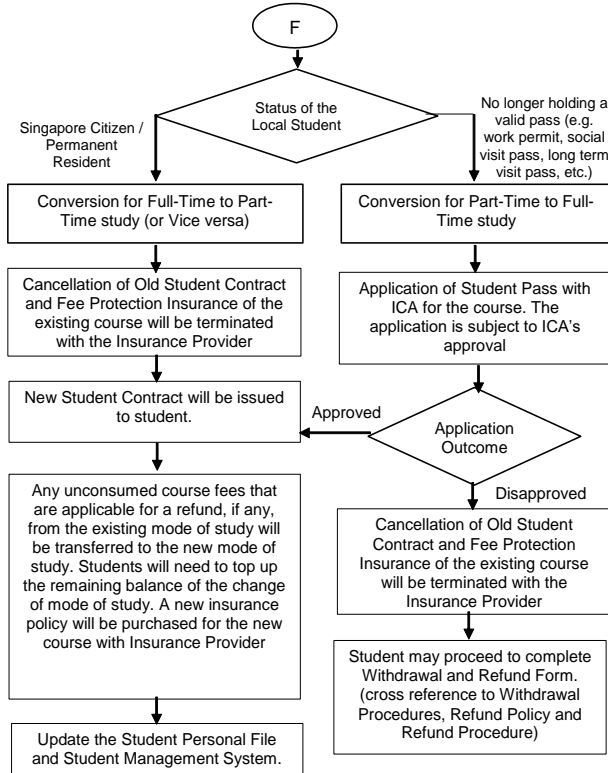 F
Status of the
Local Student
Singapore Citizen /
Permanent
Resident
No longer holding a
valid pass (e.g.
work permit, social
visit pass, long term
visit pass, etc.)
Conversion for Full-Time to Part-
Time study (or Vice versa)
Conversion for Part-Time to Full-
Time study
Cancellation of Old Student Contract
and Fee Protection Insurance of the
existing course will be terminated
with the Insurance Provider
Application of Student Pass with
ICA for the course. The
application is subject to ICA's
approval
New Student Contract will be issued
to student.
Approved
Application
Outcome
Disapproved
Any unconsumed course fees that
are applicable for a refund, if any,
from the existing mode of study will
be transferred to the new mode of
study. Students will need to top up
the remaining balance of the change
of mode of study. A new insurance
policy will be purchased for the new
course with Insurance Provider
Cancellation of Old Student
Contract and Fee Protection
Insurance of the existing course
will be terminated with the
Insurance Provider
Student may proceed to complete
Withdrawal and Refund Form.
(cross reference to Withdrawal
Procedures, Refund Policy and
Refund Procedure)
Update the Student Personal File
and Student Management System.